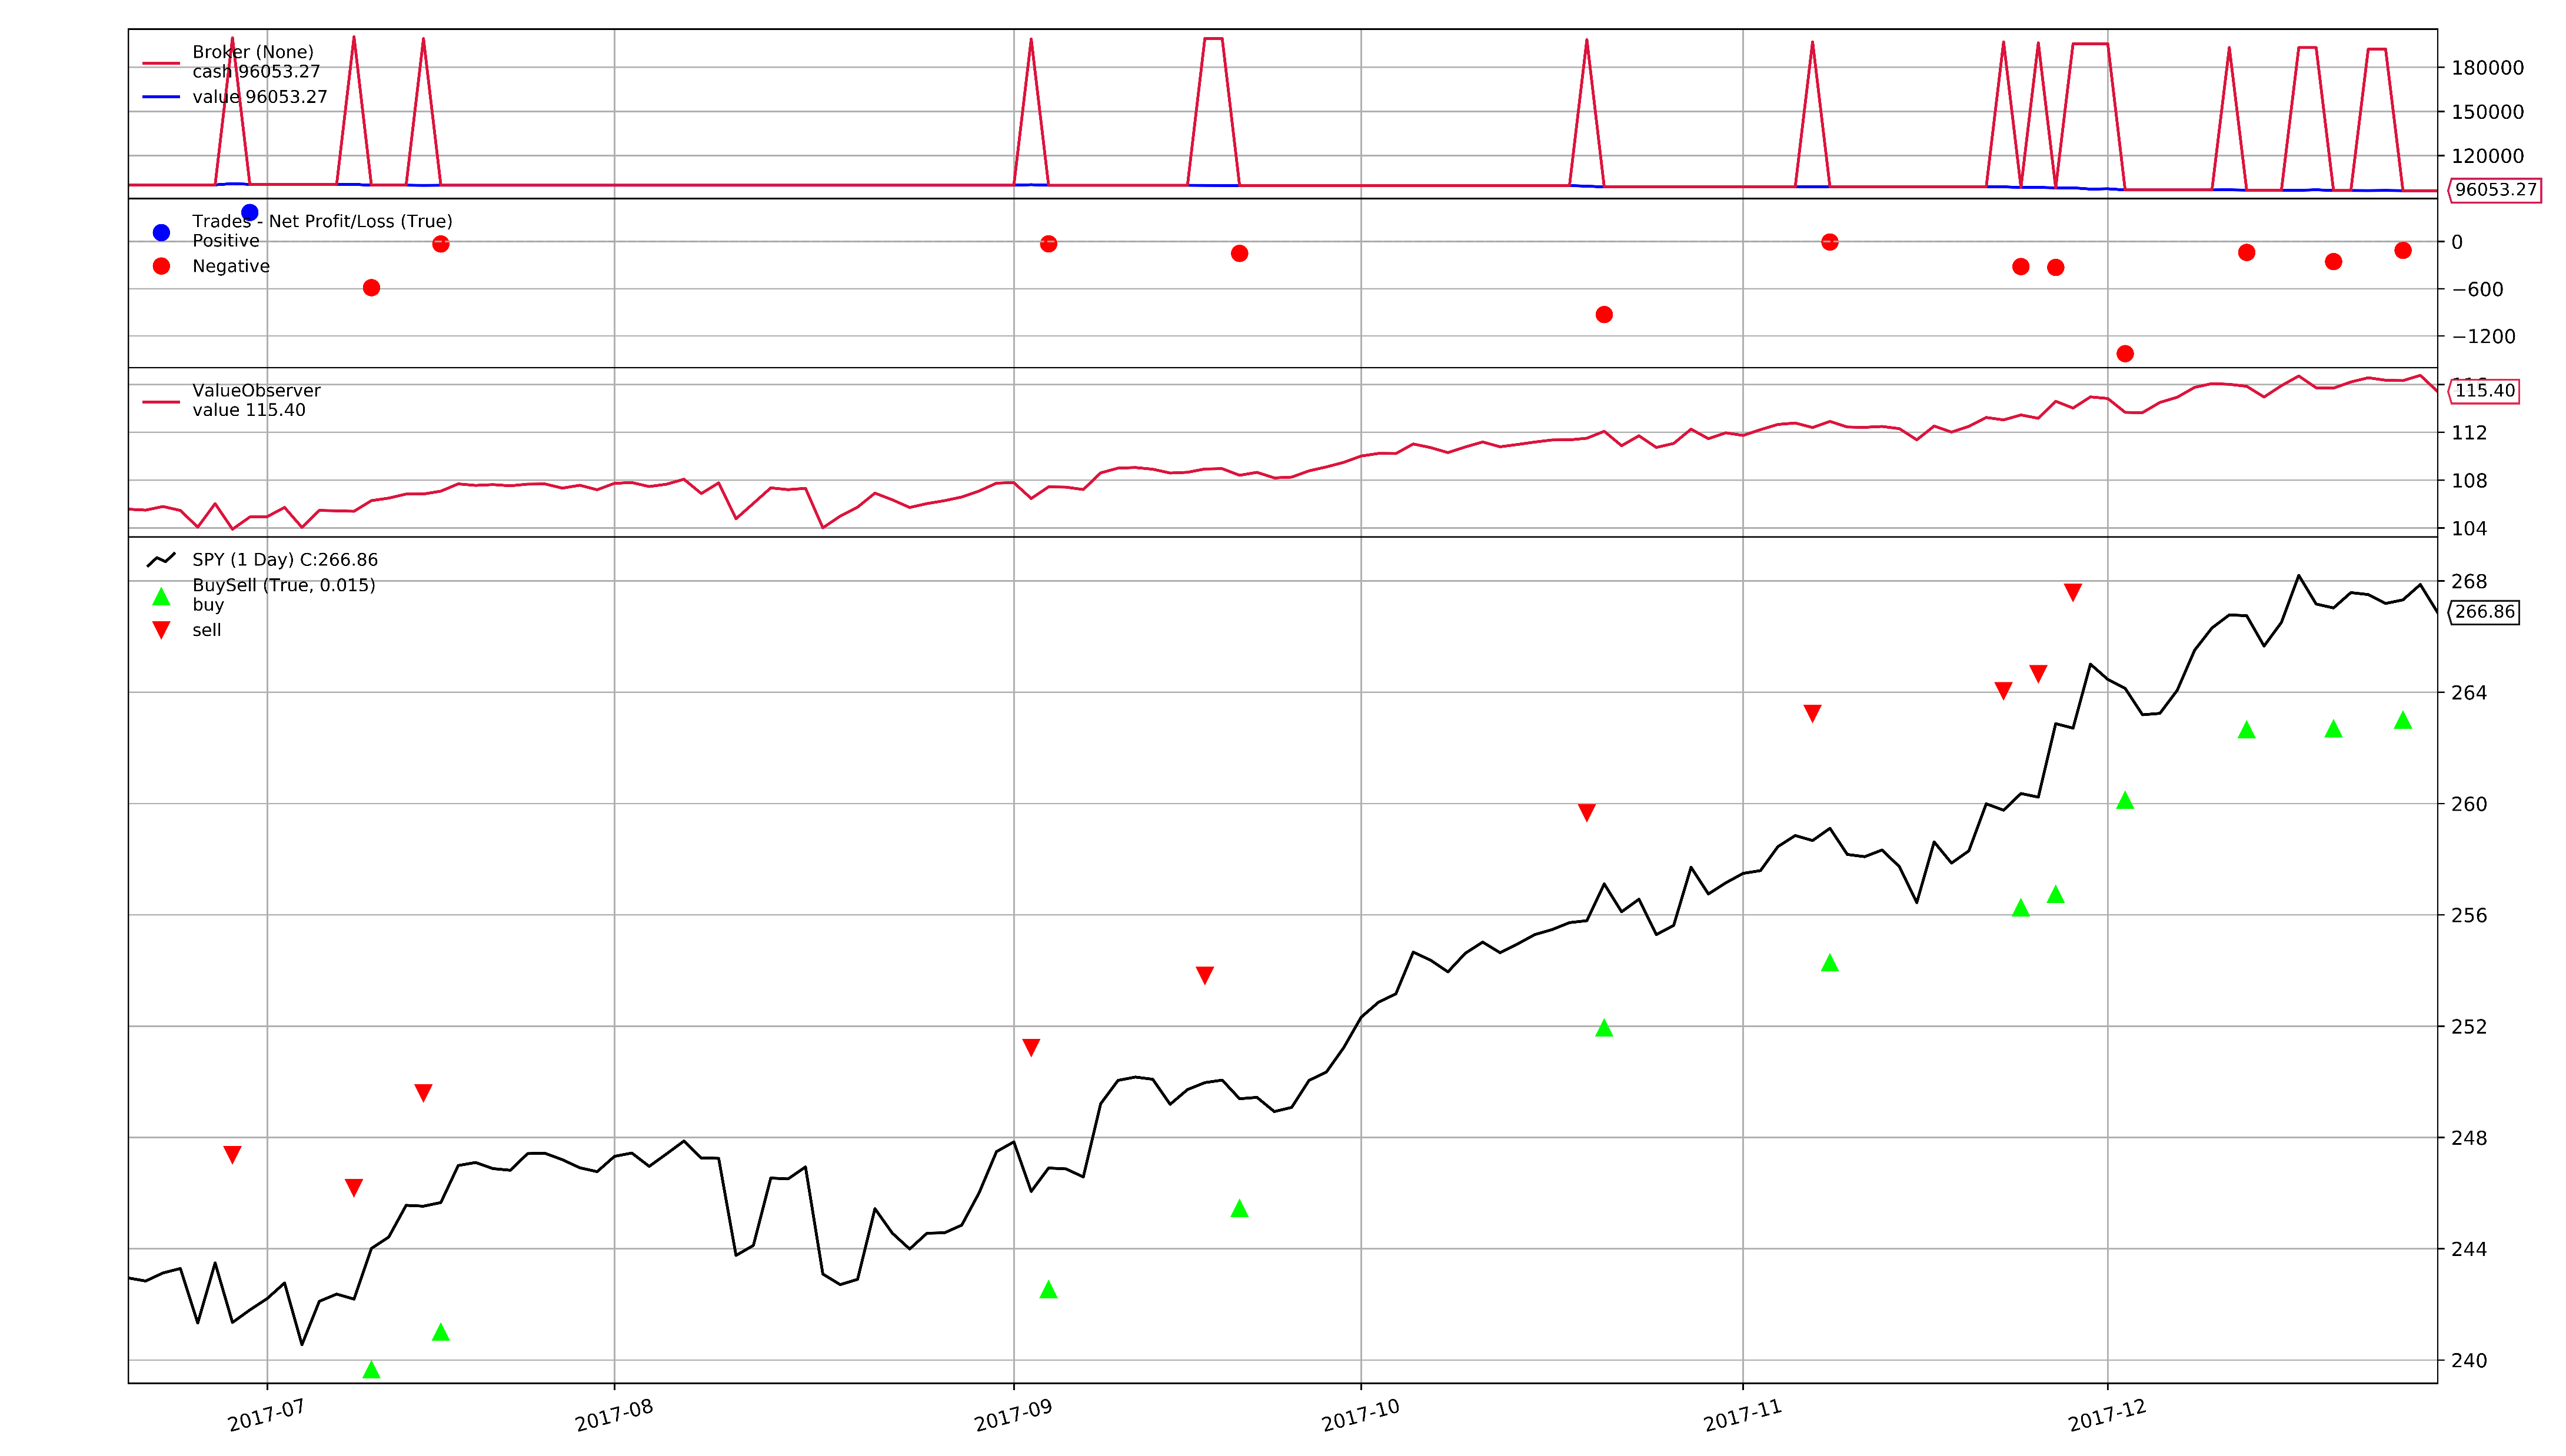 Broker (None)
cash 96053.27
value 96053.27
180000
150000
120000
96053.27
Trades - Net Profit/Loss (True)
Positive
Negative
0
−600
−1200
ValueObserver
value 115.40
115.40
112
108
104
SPY (1 Day) C:266.86
BuySell (True, 0.015)
buy
sell
268
266.86
264
260
256
252
248
244
240
2017-07
2017-08
2017-09
2017-10
2017-11
2017-12